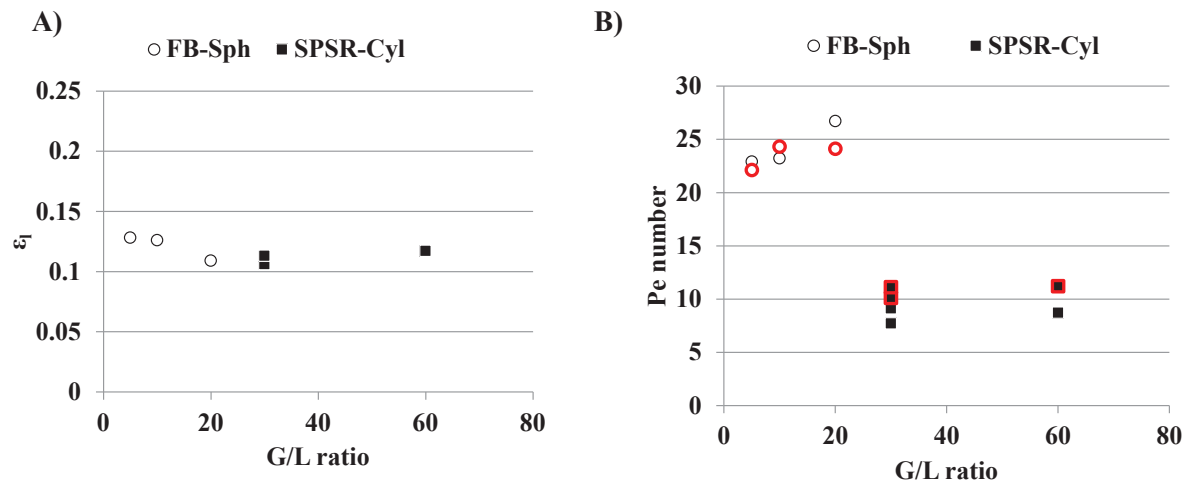 A)
FB-Sph SPSR-Cyl
0.25
0.2
0.15
0.1
0.05
0
εl
0 20 40 60 80
G/L ratio
B)
FB-Sph SPSR-Cyl
30
25
20
15
10
5
0
Pe number
0 20 40 60 80
G/L ratio